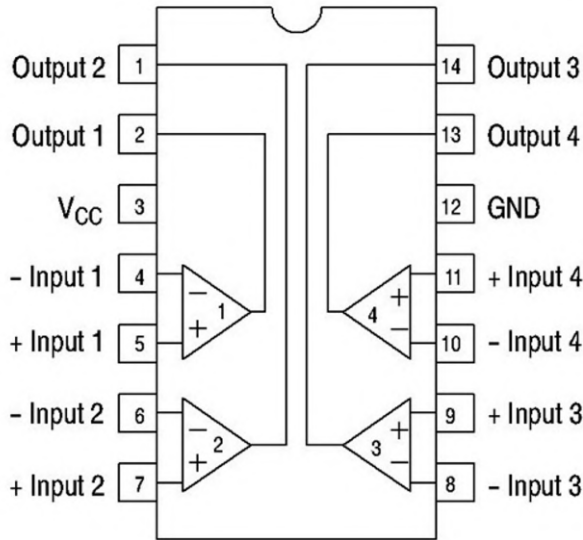 Output 2 1
Output 1 2
VCC 3
– Input 1 4
+ Input 1 5
– Input 2 6
+ Input 2 7
– + 1
– + 2
14 Output 3
13 Output 4
12 GND
11 + Input 4
10 – Input 4
9 + Input 3
8 – Input 3
+ – 4
+ – 3